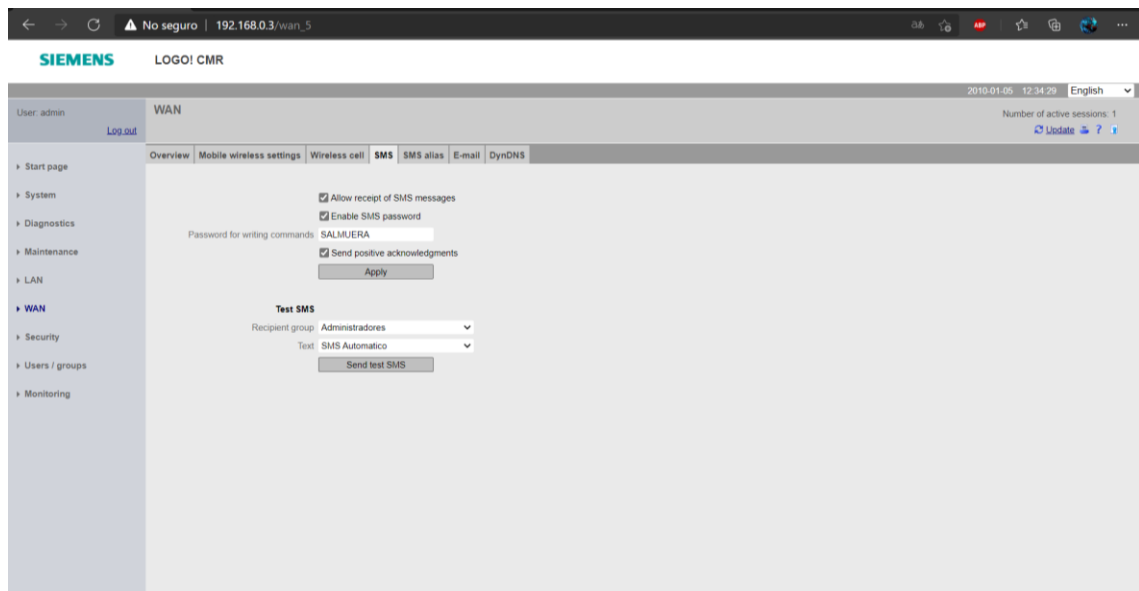 No seguro | 192.168.0.3/wan_5
ABP
SIEMENS LOGO! CMR
2010-01-05 12:34:29 English
User: admin WAN Number of active sessions: 1
Log out Update ?
Overview Mobile wireless settings Wireless cell SMS SMS alias E-mail DynDNS
Start page
System
Diagnostics
Maintenance
LAN
WAN
Security
Users / groups
Monitoring
Allow receipt of SMS messages
Enable SMS password
Password for writing commands SALMUERA
Send positive acknowledgments
Apply
Test SMS
Recipient group Administradores
Text SMS Automatico
Send test SMS